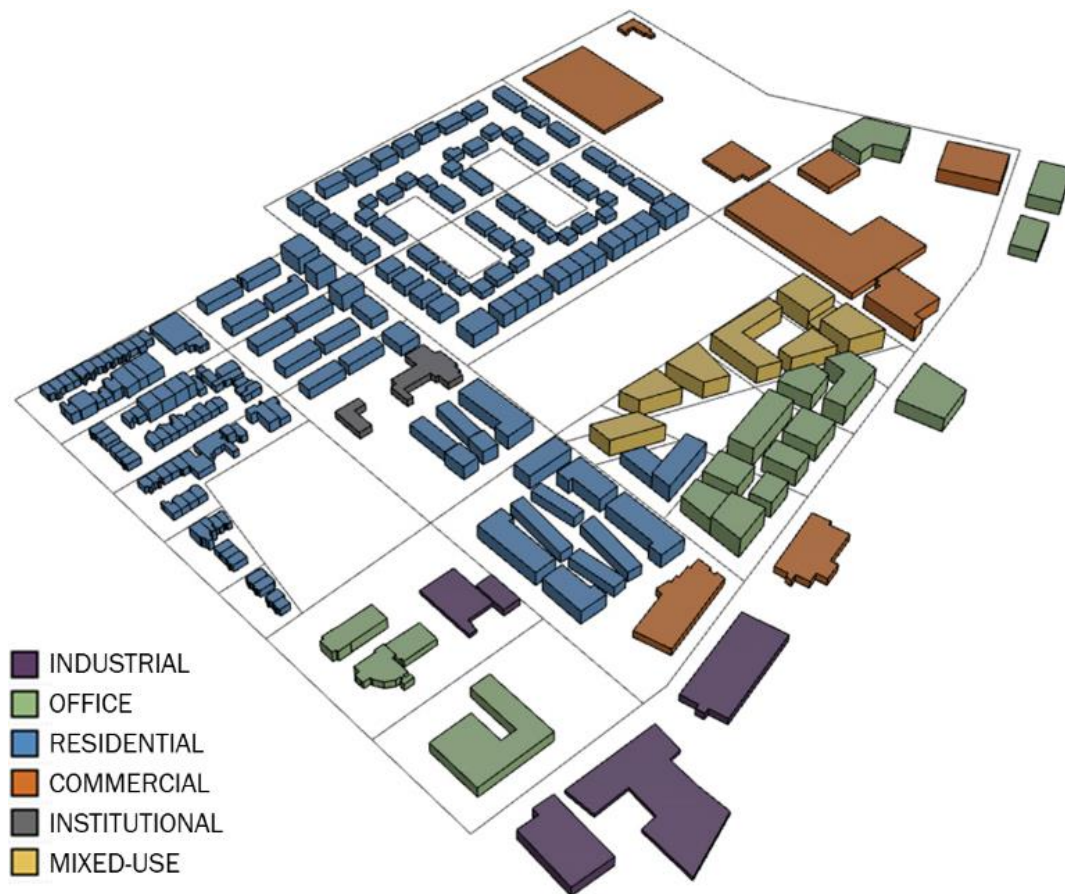 INDUSTRIAL
OFFICE
RESIDENTIAL
COMMERCIAL
INSTITUTIONAL
MIXED-USE